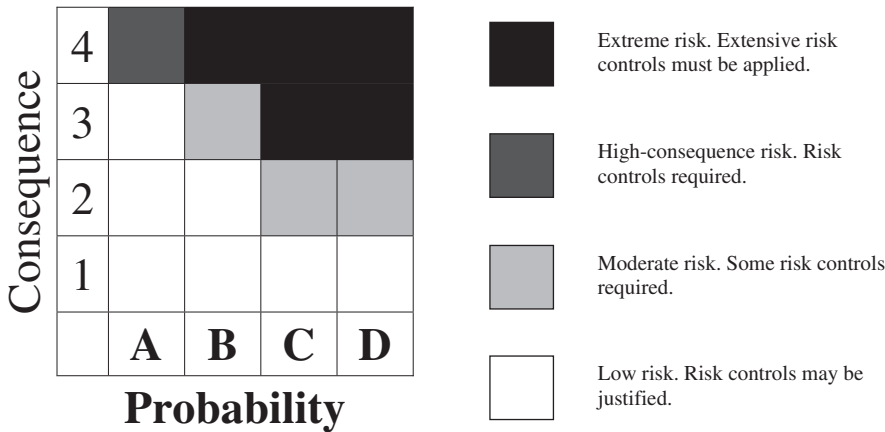 Consequence
4
3
2
1
A B C D
Probability
Extreme risk. Extensive risk
controls must be applied.
High-consequence risk. Risk
controls required.
Moderate risk. Some risk controls
required.
Low risk. Risk controls may be
justified.